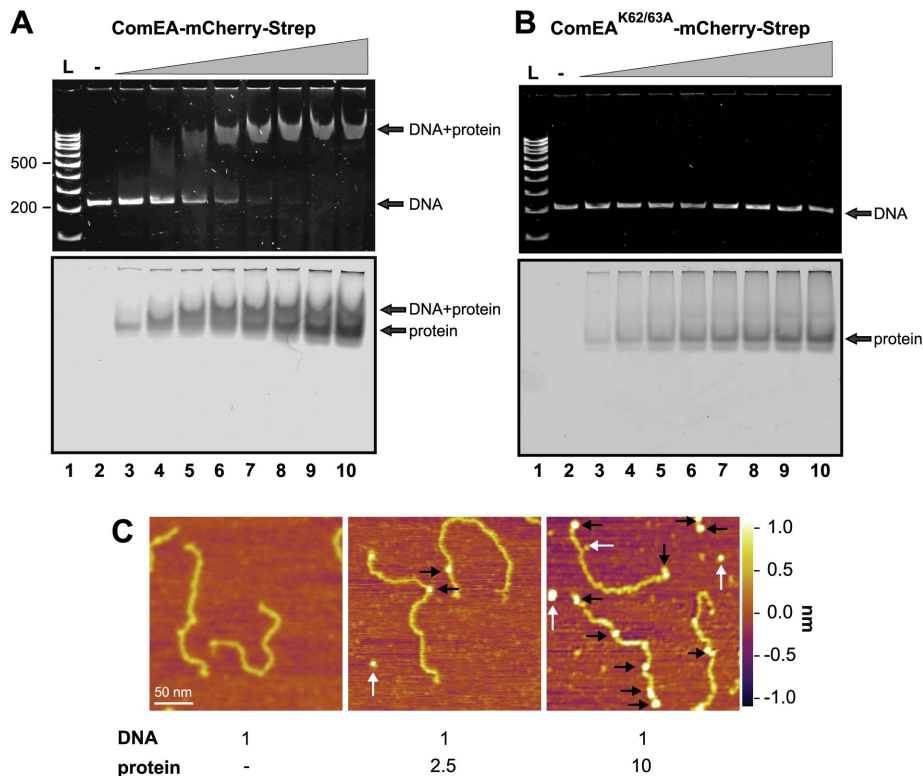 A
ComEA-mCherry-Strep
L -
DNA+protein
500
200
DNA
DNA+protein
protein
1 2 3 4 5 6 7 8 9 10
B
ComEAK62/63A-mCherry-Strep
L -
DNA
protein
1 2 3 4 5 6 7 8 9 10
C
50 nm
1.0
0.5
0.0
-0.5
-1.0
nm
DNA 1 1 1
protein - 2.5 10